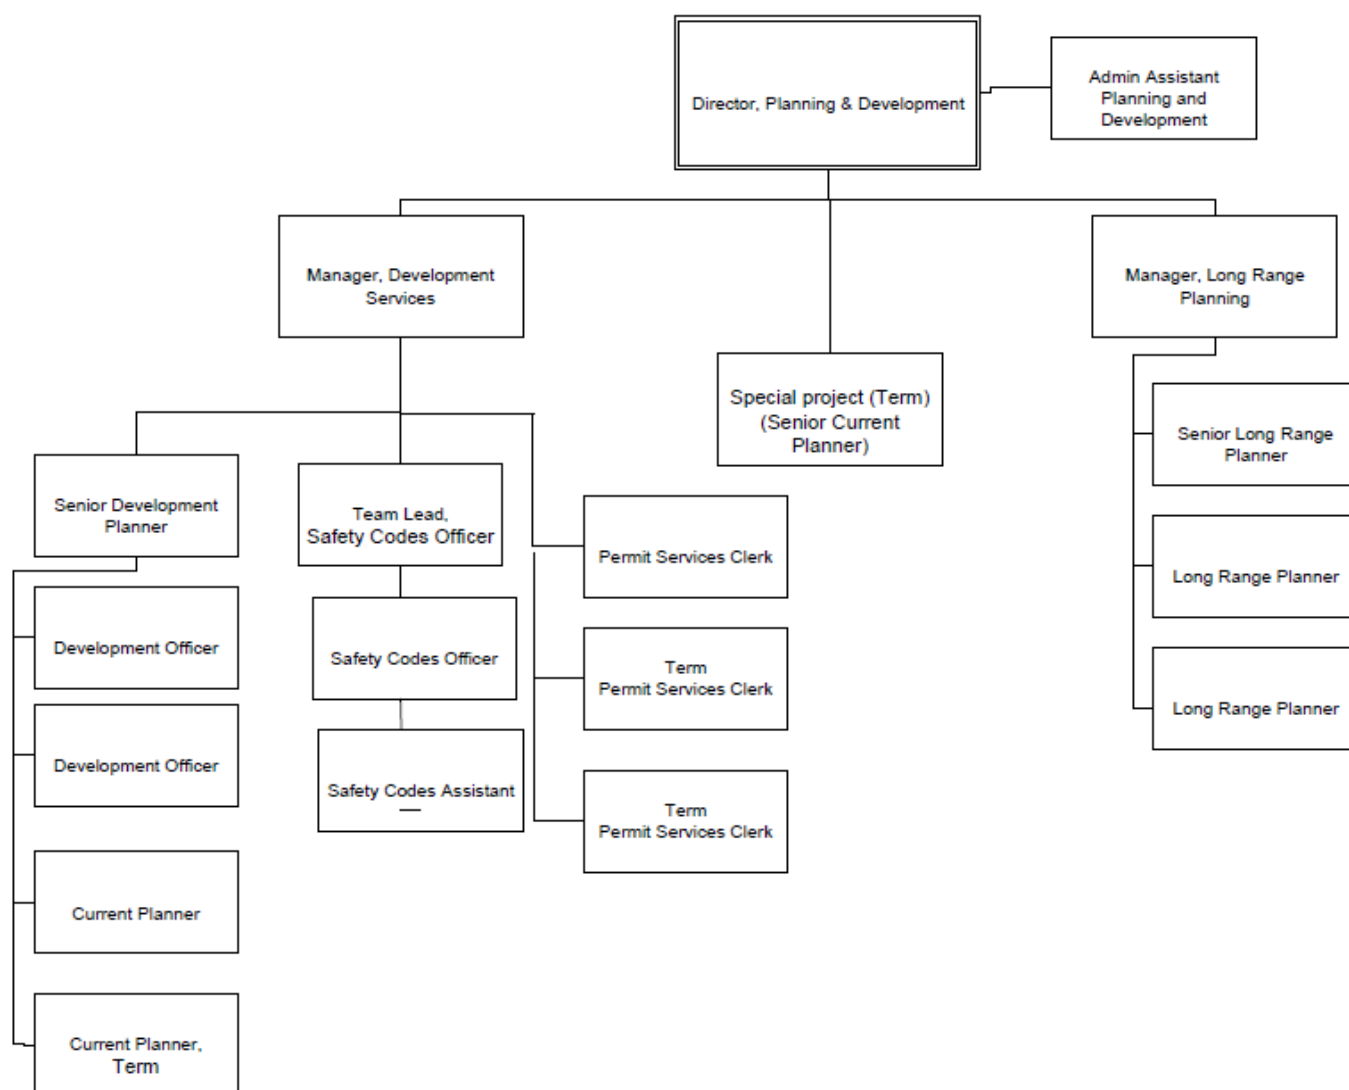 Director, Planning & Development
Admin Assistant
Planning and
Development
Manager, Development
Services
Manager, Long Range
Planning
Special project (Term)
(Senior Current
Planner)
Senior Development
Planner
Development Officer
Development Officer
Current Planner
Current Planner,
Term
Team Lead,
Safety Codes Officer
Safety Codes Officer
Safety Codes Assistant
Permit Services Clerk
Term
Permit Services Clerk
Term
Permit Services Clerk
Senior Long Range
Planner
Long Range Planner
Long Range Planner